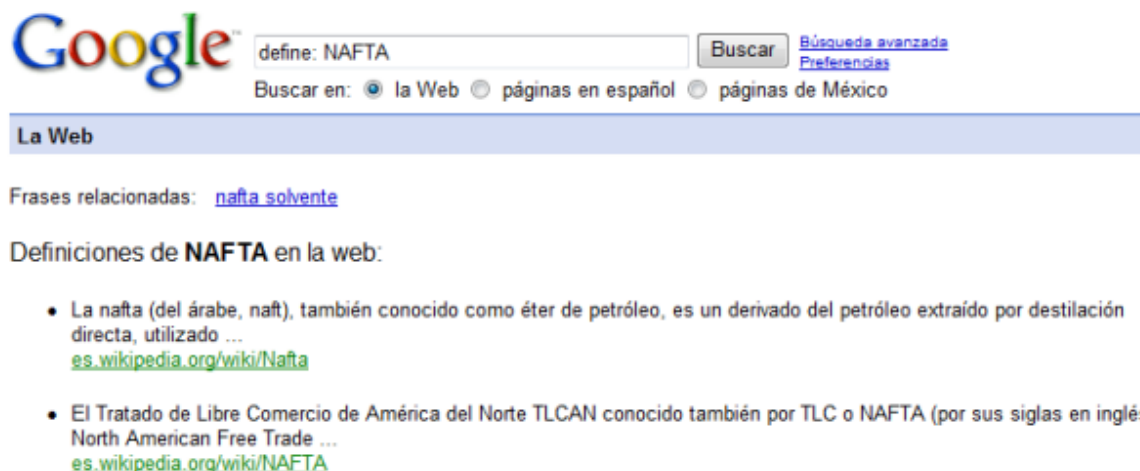 Google™
define: NAFTA Buscar Búsqueda avanzada
Preferencias
Buscar en: la Web páginas en español páginas de México
La Web
Frases relacionadas: nafta solvente
Definiciones de NAFTA en la web:
• La nafta (del árabe, naft), también conocido como éter de petróleo, es un derivado del petróleo extraído por destilación
directa, utilizado ...
es.wikipedia.org/wiki/Nafta
• El Tratado de Libre Comercio de América del Norte TLCAN conocido también por TLC o NAFTA (por sus siglas en inglés
North American Free Trade ...
es.wikipedia.org/wiki/NAFTA